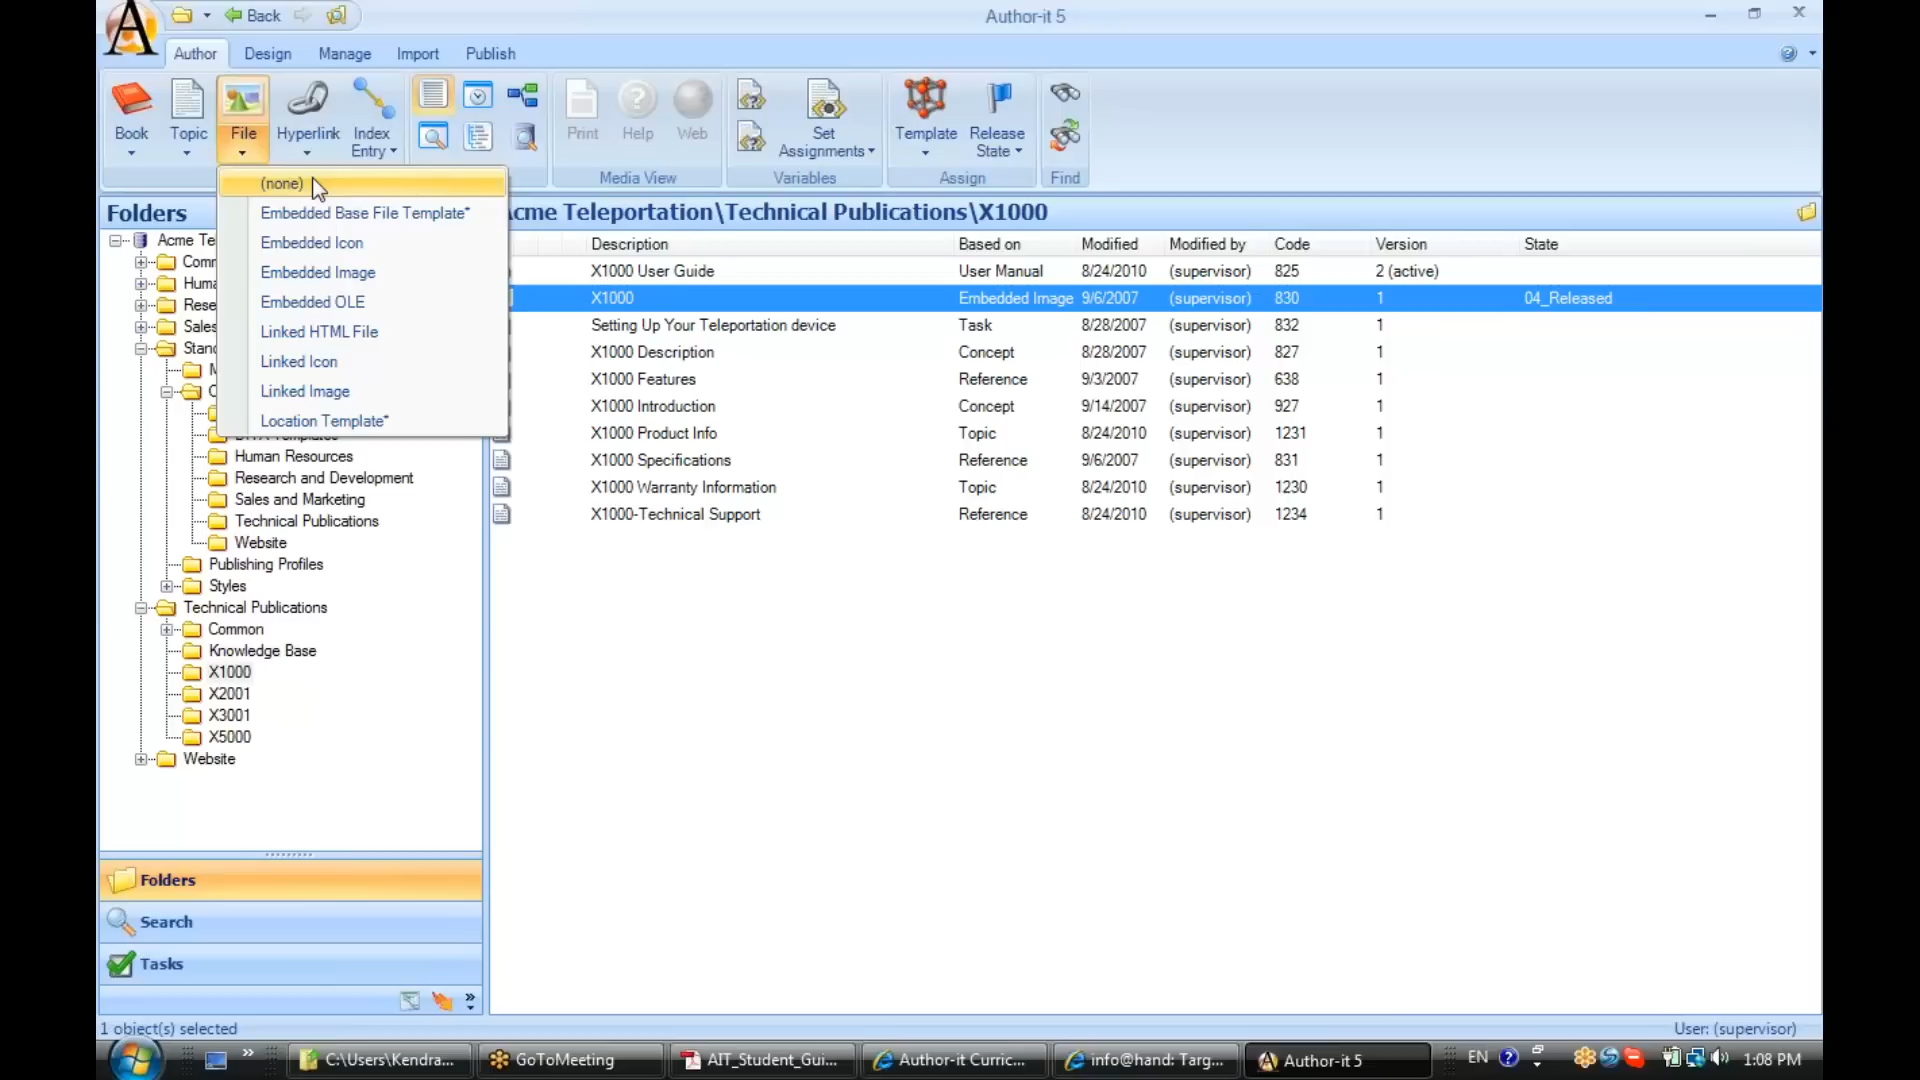 Back
Author-it 5
Author Design Manage Import Publish
Book Topic File Hyperlink Index Entry
Print Help Web
Set Assignments
Template Release State
Media View Variables Assign Find
(none)
Embedded Base File Template*
Embedded Icon
Embedded Image
Embedded OLE
Linked HTML File
Linked Icon
Linked Image
Location Template*
Folders
Acme Te
Comm
Huma
Rese
Sales
Stand
Human Resources
Research and Development
Sales and Marketing
Technical Publications
Website
Publishing Profiles
Styles
Technical Publications
Common
Knowledge Base
X1000
X2001
X3001
X5000
Website
cme Teleportation\Technical Publications\X1000
Description Based on Modified Modified by Code Version State
X1000 User Guide User Manual 8/24/2010 (supervisor) 825 2 (active)
X1000 Embedded Image 9/6/2007 (supervisor) 830 1 04_Released
Setting Up Your Teleportation device Task 8/28/2007 (supervisor) 832 1
X1000 Description Concept 8/28/2007 (supervisor) 827 1
X1000 Features Reference 9/3/2007 (supervisor) 638 1
X1000 Introduction Concept 9/14/2007 (supervisor) 927 1
X1000 Product Info Topic 8/24/2010 (supervisor) 1231 1
X1000 Specifications Reference 9/6/2007 (supervisor) 831 1
X1000 Warranty Information Topic 8/24/2010 (supervisor) 1230 1
X1000-Technical Support Reference 8/24/2010 (supervisor) 1234 1
Folders
Search
Tasks
1 object(s) selected
User: (supervisor)
C:\Users\Kendra... GoToMeeting AIT_Student_Gui... Author-it Curric... info@hand: Targ... Author-it 5 EN 1:08 PM